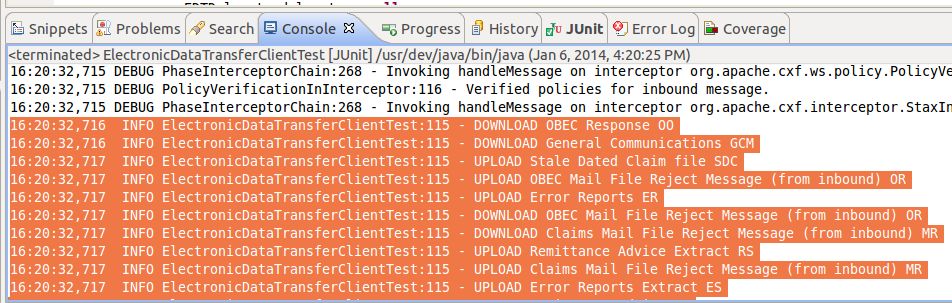 Snippets Problems Search Console Progress History JUnit Error Log Coverage
<terminated> ElectronicDataTransferClientTest [JUnit] /usr/dev/java/bin/java (Jan 6, 2014, 4:20:25 PM)
16:20:32,715 DEBUG PhaseInterceptorChain:268 - Invoking handleMessage on interceptor org.apache.cxf.ws.policy.PolicyVe
16:20:32,715 DEBUG PolicyVerificationInInterceptor:116 - Verified policies for inbound message.
16:20:32,715 DEBUG PhaseInterceptorChain:268 - Invoking handleMessage on interceptor org.apache.cxf.interceptor.StaxIn
16:20:32,716  INFO ElectronicDataTransferClientTest:115 - DOWNLOAD OBEC Response OO
16:20:32,716  INFO ElectronicDataTransferClientTest:115 - DOWNLOAD General Communications GCM
16:20:32,717  INFO ElectronicDataTransferClientTest:115 - UPLOAD Stale Dated Claim file SDC
16:20:32,717  INFO ElectronicDataTransferClientTest:115 - UPLOAD OBEC Mail File Reject Message (from inbound) OR
16:20:32,717  INFO ElectronicDataTransferClientTest:115 - UPLOAD Error Reports ER
16:20:32,717  INFO ElectronicDataTransferClientTest:115 - DOWNLOAD OBEC Mail File Reject Message (from inbound) OR
16:20:32,717  INFO ElectronicDataTransferClientTest:115 - DOWNLOAD Claims Mail File Reject Message (from inbound) MR
16:20:32,717  INFO ElectronicDataTransferClientTest:115 - UPLOAD Remittance Advice Extract RS
16:20:32,717  INFO ElectronicDataTransferClientTest:115 - UPLOAD Claims Mail File Reject Message (from inbound) MR
16:20:32,717  INFO ElectronicDataTransferClientTest:115 - UPLOAD Error Reports Extract ES